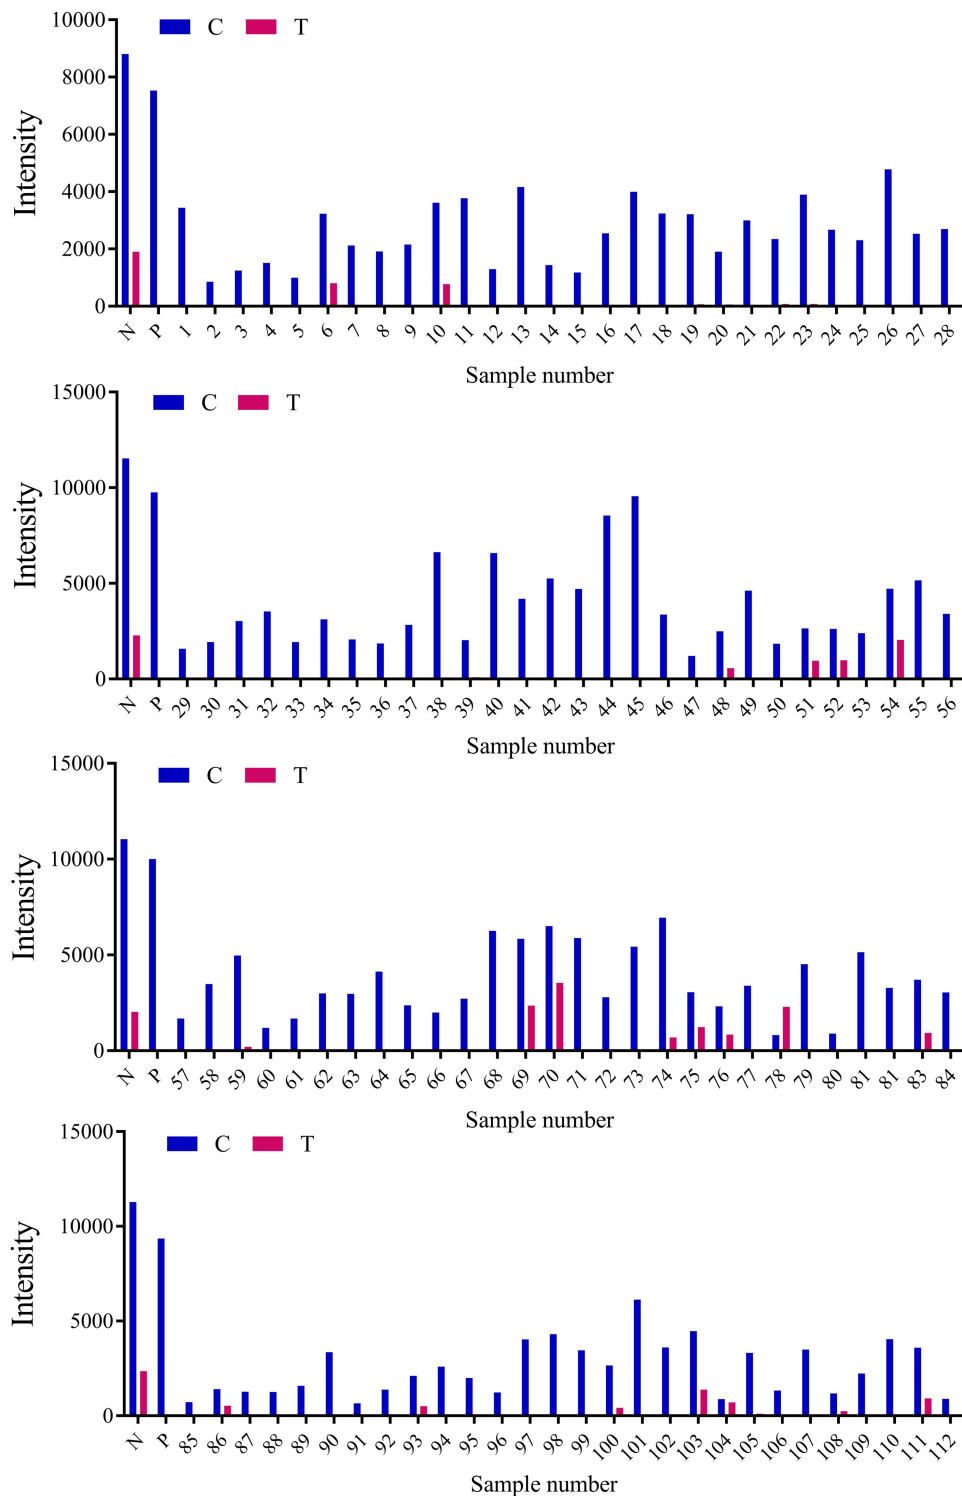 C T
10000
8000
6000
4000
2000
0
Intensity
N P 1 2 3 4 5 6 7 8 9 10 11 12 13 14 15 16 17 18 19 20 21 22 23 24 25 26 27 28
Sample number
C T
15000
10000
5000
0
Intensity
N P 29 30 31 32 33 34 35 36 37 38 39 40 41 42 43 44 45 46 47 48 49 50 51 52 53 54 55 56
Sample number
C T
15000
10000
5000
0
Intensity
N P 57 58 59 60 61 62 63 64 65 66 67 68 69 70 71 72 73 74 75 76 77 78 79 80 81 81 83 84
Sample number
C T
15000
10000
5000
0
Intensity
N P 85 86 87 88 89 90 91 92 93 94 95 96 97 98 99 100 101 102 103 104 105 106 107 108 109 110 111 112
Sample number